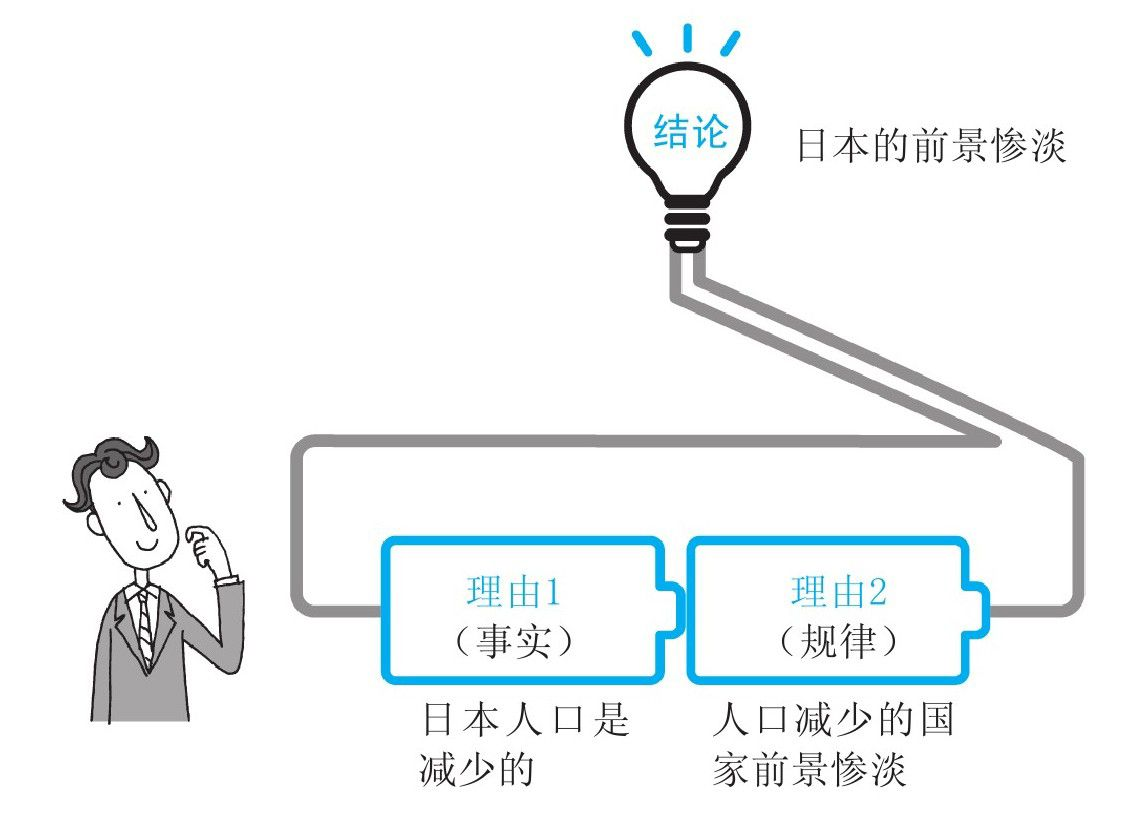 结论
日本的前景惨淡
理由1
（事实）
理由2
（规律）
日本人口是
减少的
人口减少的国
家前景惨淡